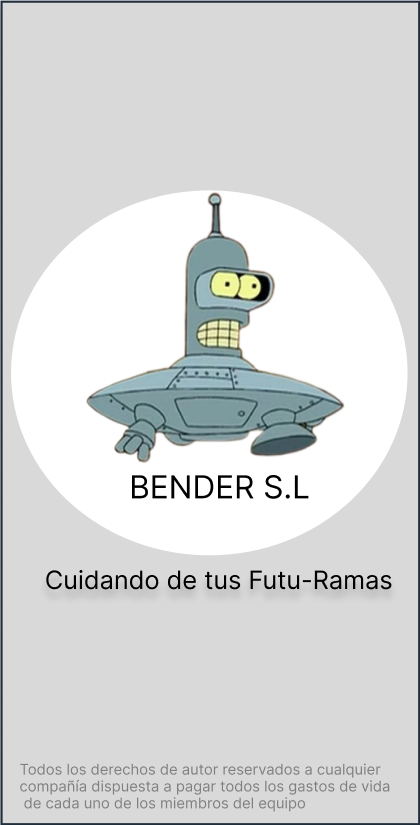 BENDER S.L
Cuidando de tus Futu-Ramas
Todos los derechos de autor reservados a cualquier
compañía dispuesta a pagar todos los gastos de vida
de cada uno de los miembros del equipo